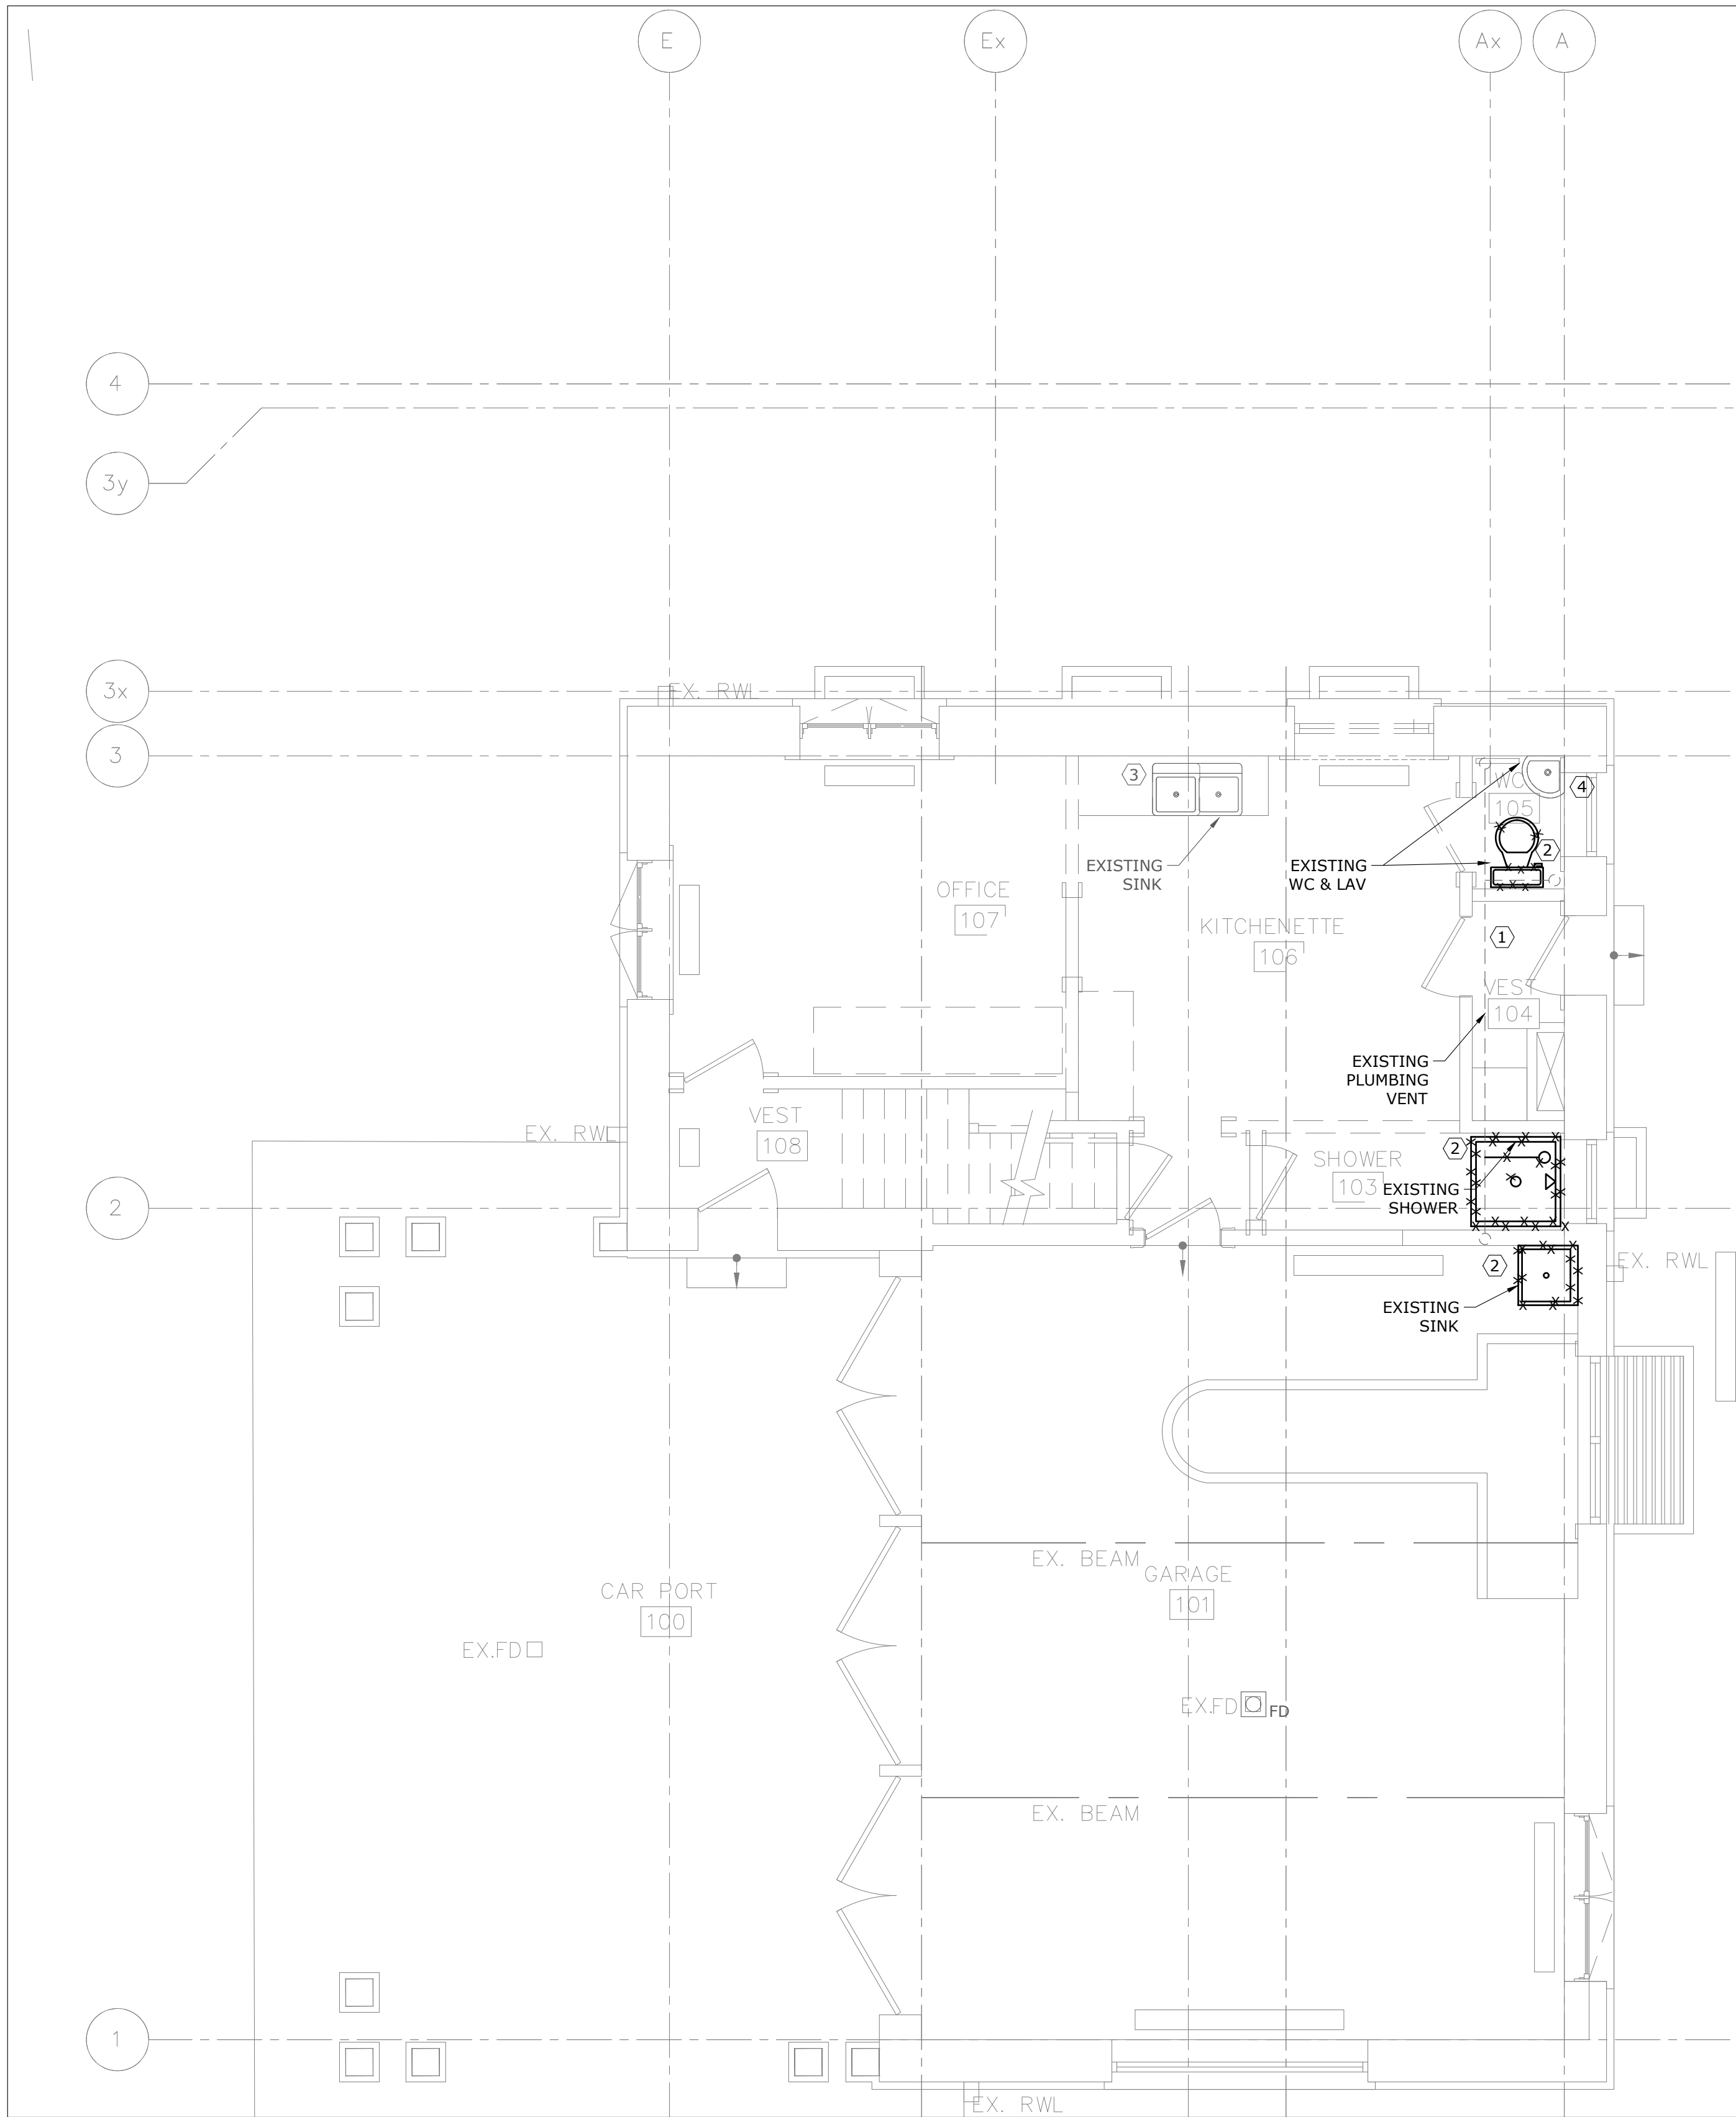 E
Ex
Ax
A
4
3y
3x
EX. RWL
3
3
WC
4
105
2
EXISTING
SINK
EXISTING
WC & LAV
OFFICE
107
KITCHENETTE
106
1
VEST
104
EXISTING
PLUMBING
VENT
VEST
108
EX. RWL
2
SHOWER
103
EXISTING
SHOWER
2
2
EX. RWL
EXISTING
SINK
EX. BEAM
GARAGE
101
CAR PORT
100
EX.FD
EX.FD
FD
EX. BEAM
1
EX. RWL